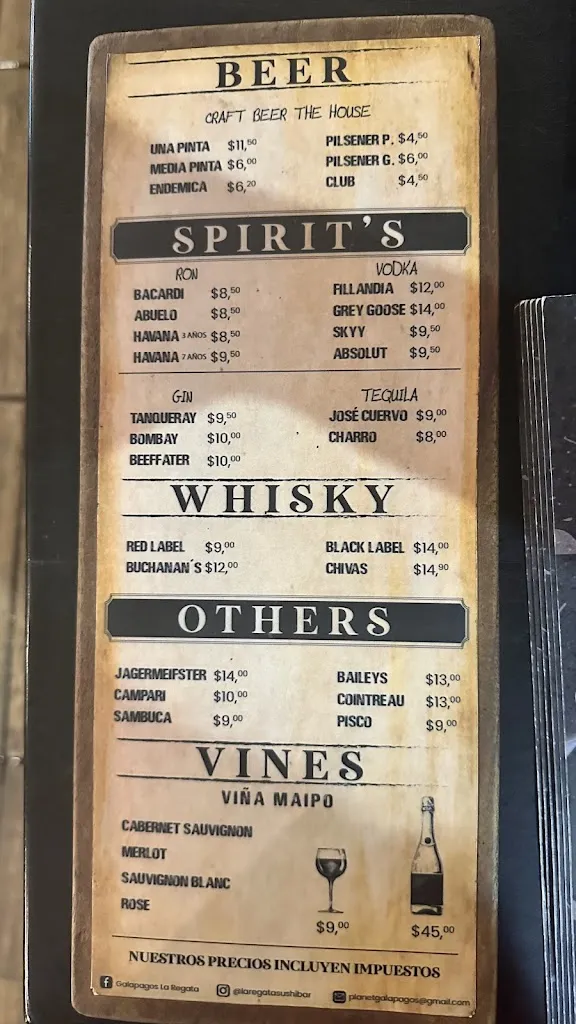 BEER
CRAFT BEER THE HOUSE
UNA PINTA $11,50 PILSENER P. $4,50
MEDIA PINTA $6,00 PILSENER G. $6,00
ENDEMICA $6,20 CLUB $4,50
SPIRIT'S
RON VODKA
BACARDI $8,50 FILLANDIA $12,00
ABUELO $8,50 GREY GOOSE $14,00
HAVANA 3 AÑOS $8,50 SKYY $9,50
HAVANA 7 AÑOS $9,50 ABSOLUT $9,50
GIN TEQUILA
TANQUERAY $9,50 JOSÉ CUERVO $9,00
BOMBAY $10,00 CHARRO $8,00
BEEFFATER $10,00
WHISKY
RED LABEL $9,00 BLACK LABEL $14,00
BUCHANAN´S $12,00 CHIVAS $14,90
OTHERS
JAGERMEIFSTER $14,00 BAILEYS $13,00
CAMPARI $10,00 COINTREAU $13,00
SAMBUCA $9,00 PISCO $9,00
VINES
VIÑA MAIPO
CABERNET SAUVIGNON
MERLOT
SAUVIGNON BLANC
ROSE
$9,00 $45,00
NUESTROS PRECIOS INCLUYEN IMPUESTOS
Galapagos La Regata @laregatasushibar planetgalapagos@gmail.com